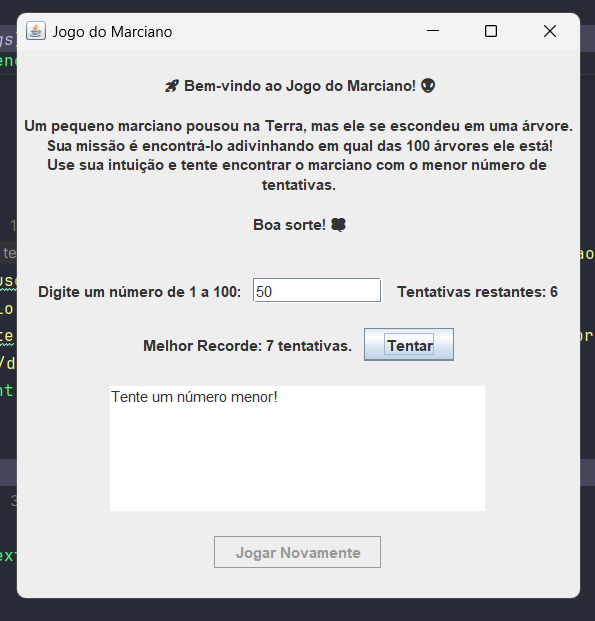 Jogo do Marciano
🚀 Bem-vindo ao Jogo do Marciano! 👽
Um pequeno marciano pousou na Terra, mas ele se escondeu em uma árvore.
Sua missão é encontrá-lo adivinhando em qual das 100 árvores ele está!
Use sua intuição e tente encontrar o marciano com o menor número de
tentativas.
Boa sorte! 🍀
Digite um número de 1 a 100: 50 Tentativas restantes: 6
Melhor Recorde: 7 tentativas. Tentar
Tente um número menor!
Jogar Novamente